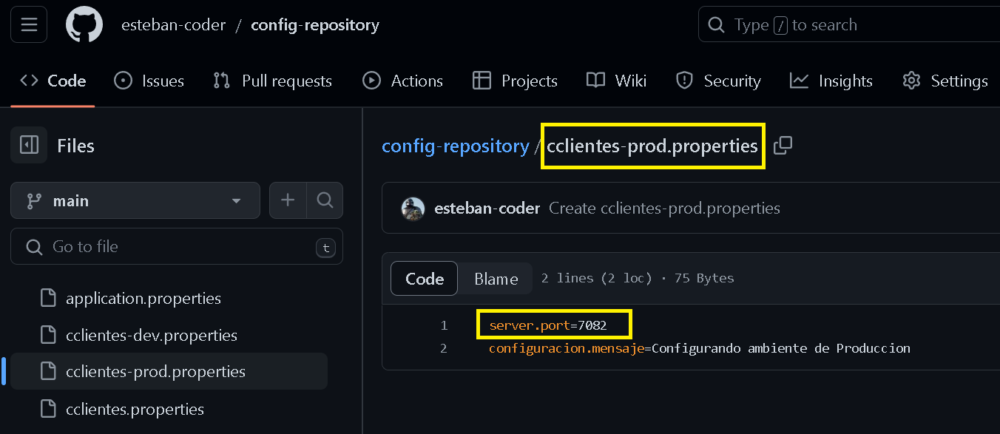 esteban-coder / config-repository
Type / to search
Code Issues Pull requests Actions Projects Wiki Security Insights Settings
Files
main
Go to file t
application.properties
cclientes-dev.properties
cclientes-prod.properties
cclientes.properties
config-repository / cclientes-prod.properties
esteban-coder Create cclientes-prod.properties
Code Blame 2 lines (2 loc) · 75 Bytes
1 server.port=7082
2 configuracion.mensaje=Configurando ambiente de Produccion